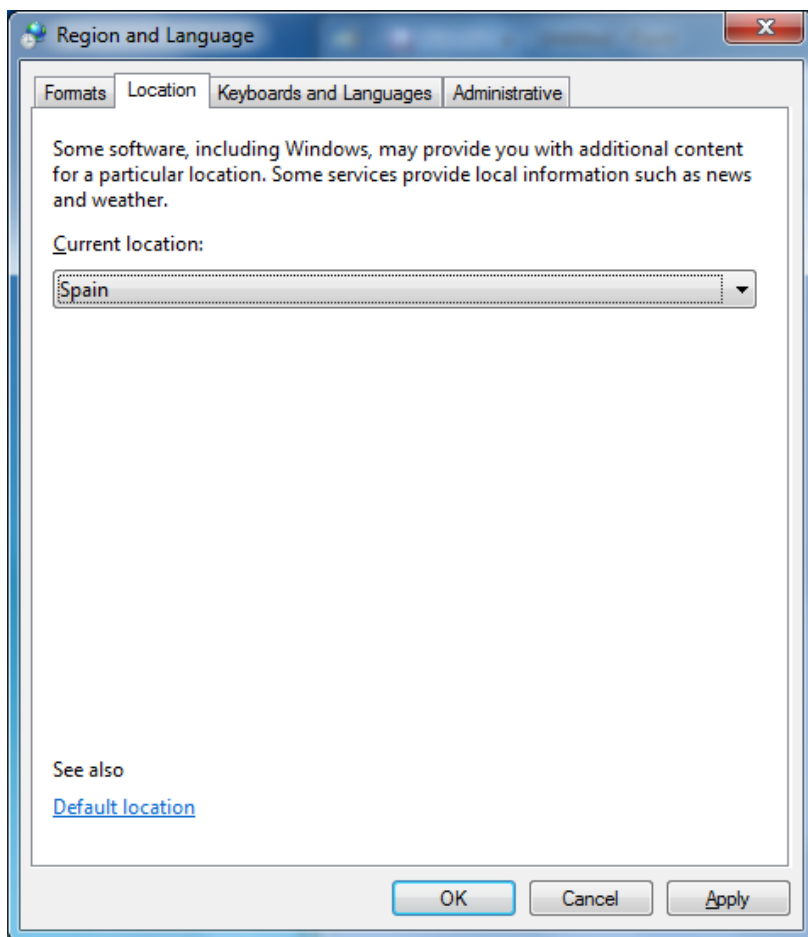 Region and Language
Formats Location Keyboards and Languages Administrative
Some software, including Windows, may provide you with additional content
for a particular location. Some services provide local information such as news
and weather.
Current location:
Spain
See also
Default location
OK Cancel Apply